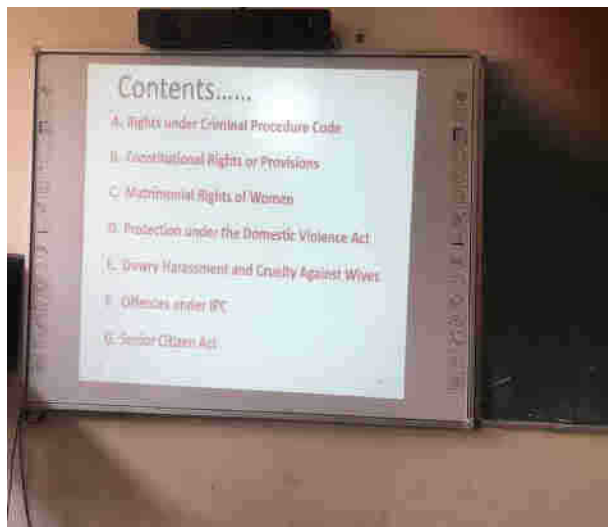 Contents......
A. Rights under Criminal Procedure Code
B. Constitutional Rights or Provisions
C. Matrimonial Rights of Women
D. Protection under the Domestic Violence Act
E. Dowry Harassment and Cruelty Against Wives
F. Offences under IPC
G. Senior Citizen Act